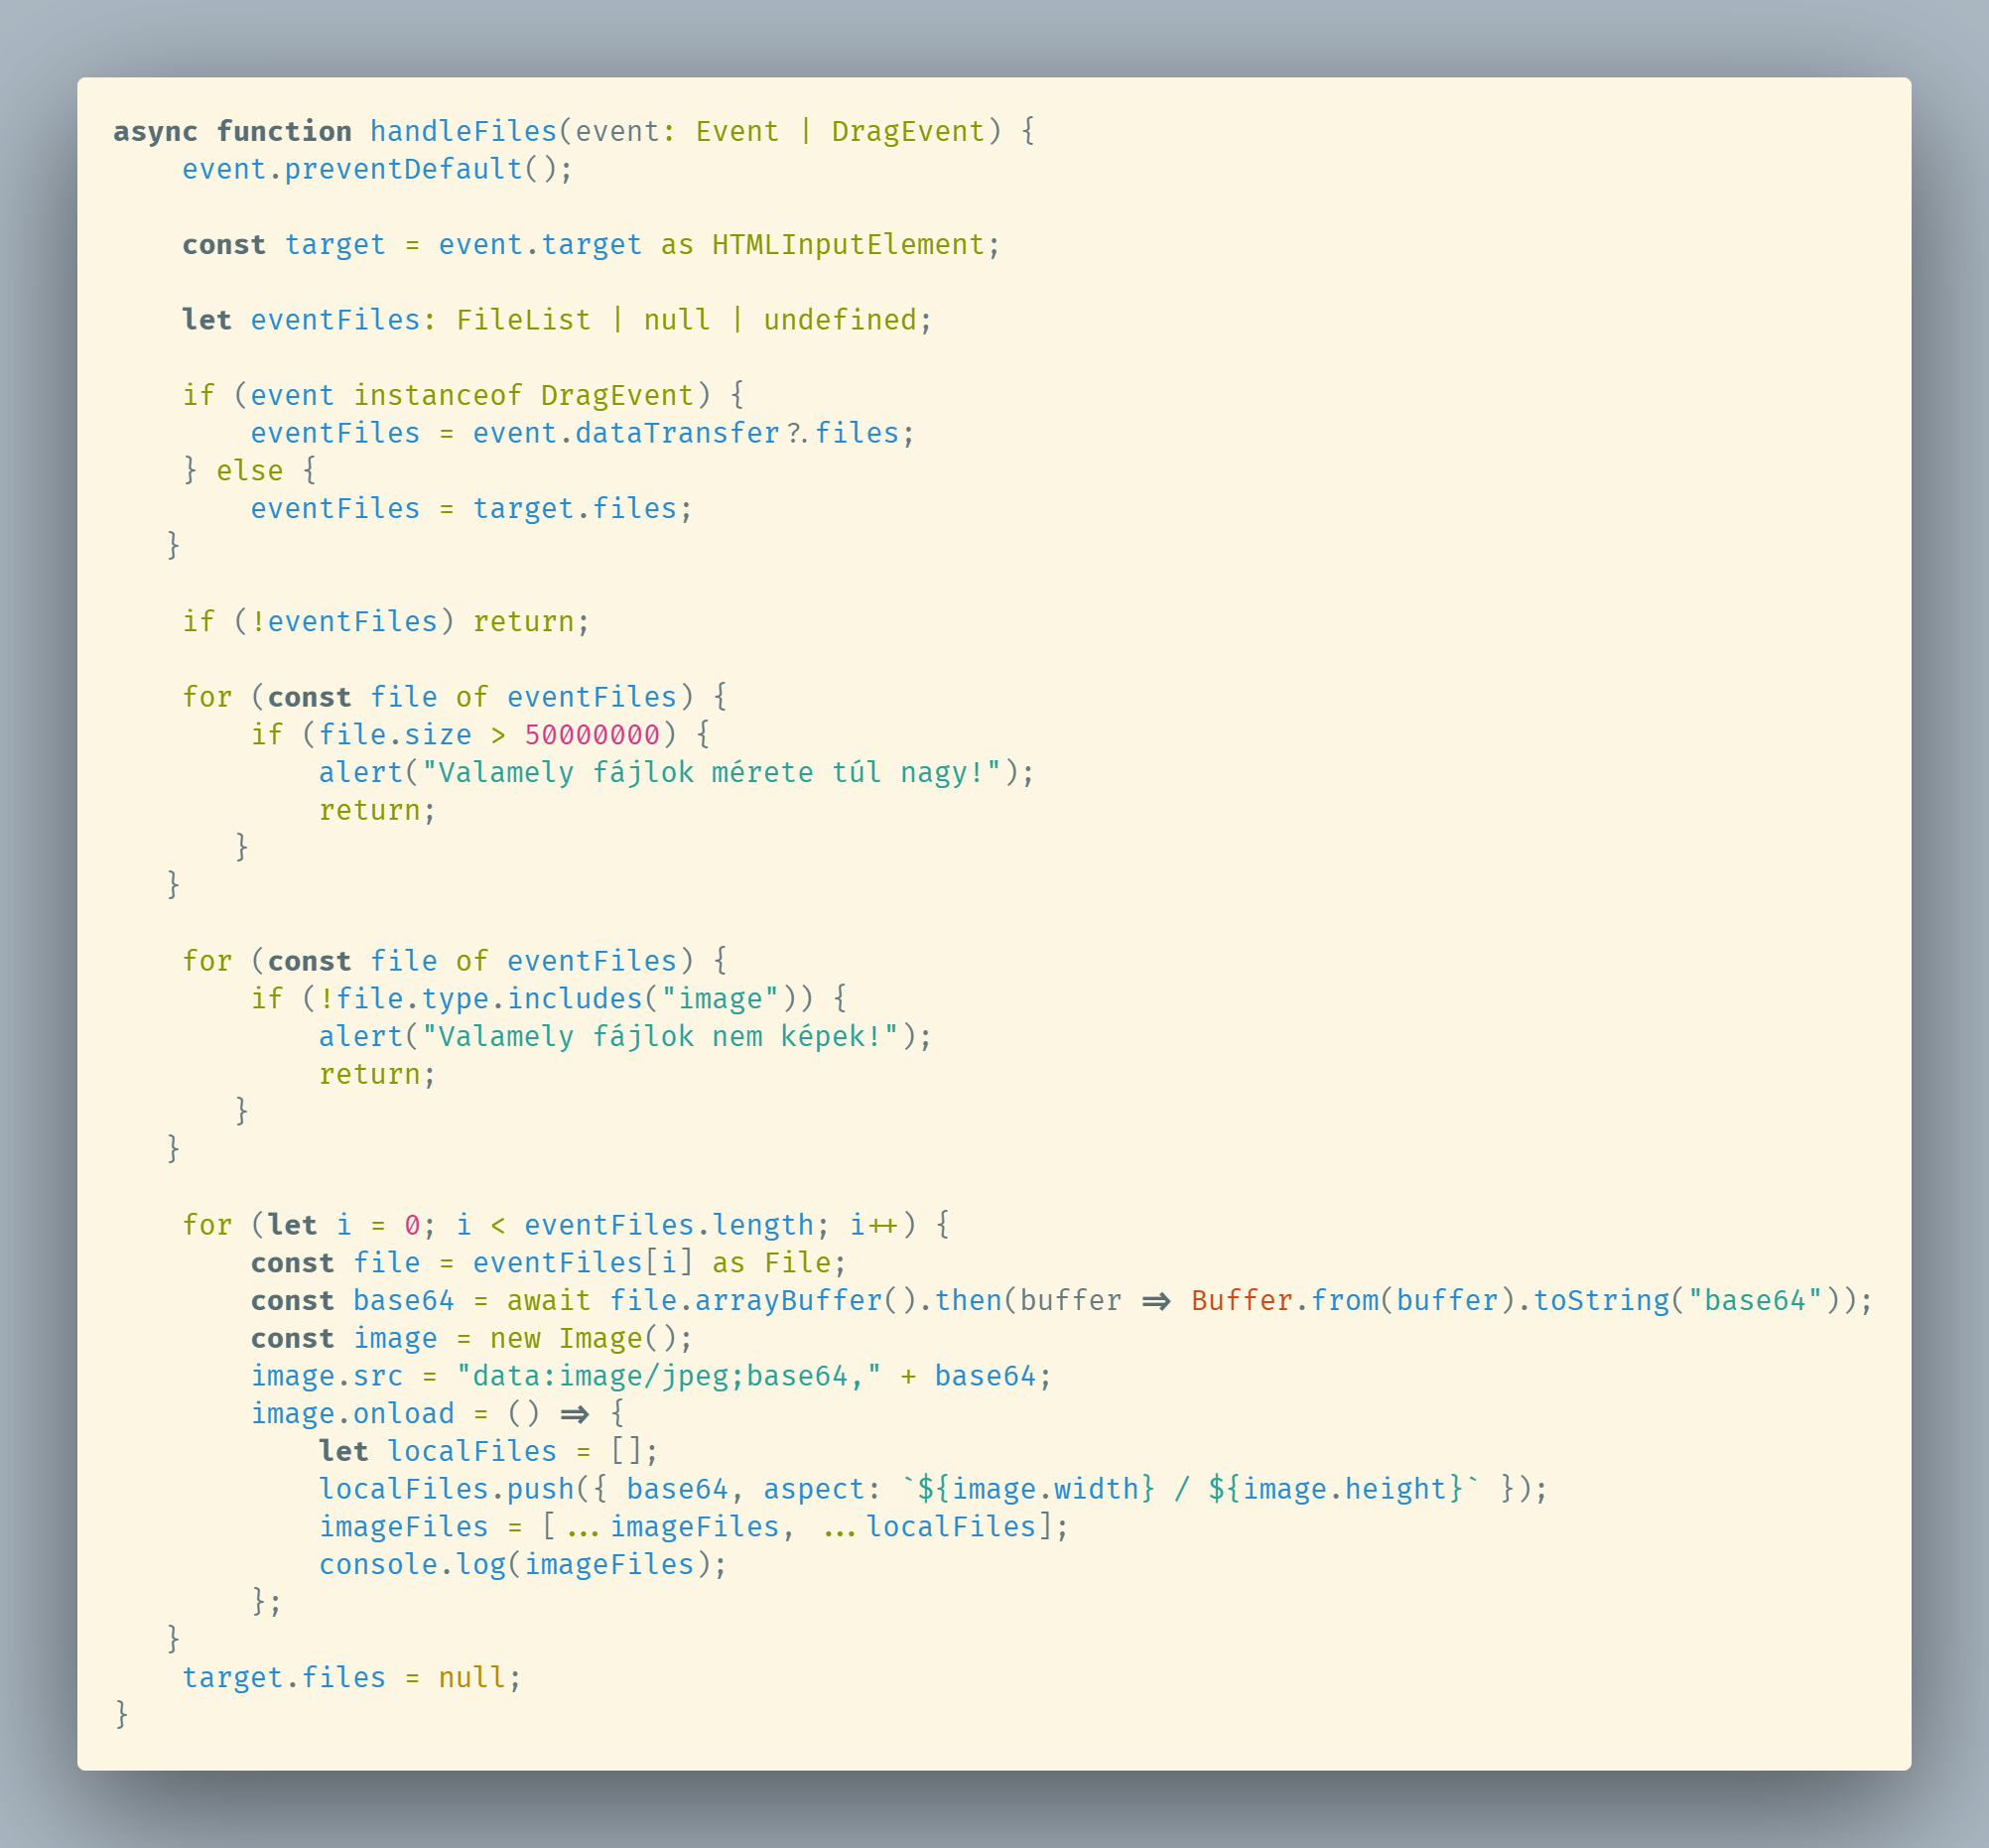 async function handleFiles(event: Event | DragEvent) {
    event.preventDefault();

    const target = event.target as HTMLInputElement;

    let eventFiles: FileList | null | undefined;

    if (event instanceof DragEvent) {
        eventFiles = event.dataTransfer?.files;
    } else {
        eventFiles = target.files;
   }

    if (!eventFiles) return;

    for (const file of eventFiles) {
        if (file.size > 50000000) {
            alert("Valamely fájlok mérete túl nagy!");
            return;
       }
   }

    for (const file of eventFiles) {
        if (!file.type.includes("image")) {
            alert("Valamely fájlok nem képek!");
            return;
       }
   }

    for (let i = 0; i < eventFiles.length; i++) {
        const file = eventFiles[i] as File;
        const base64 = await file.arrayBuffer().then(buffer => Buffer.from(buffer).toString("base64"));
        const image = new Image();
        image.src = "data:image/jpeg;base64," + base64;
        image.onload = () => {
            let localFiles = [];
            localFiles.push({ base64, aspect: `${image.width} / ${image.height}` });
            imageFiles = [...imageFiles, ...localFiles];
            console.log(imageFiles);
        };
   }
    target.files = null;
}